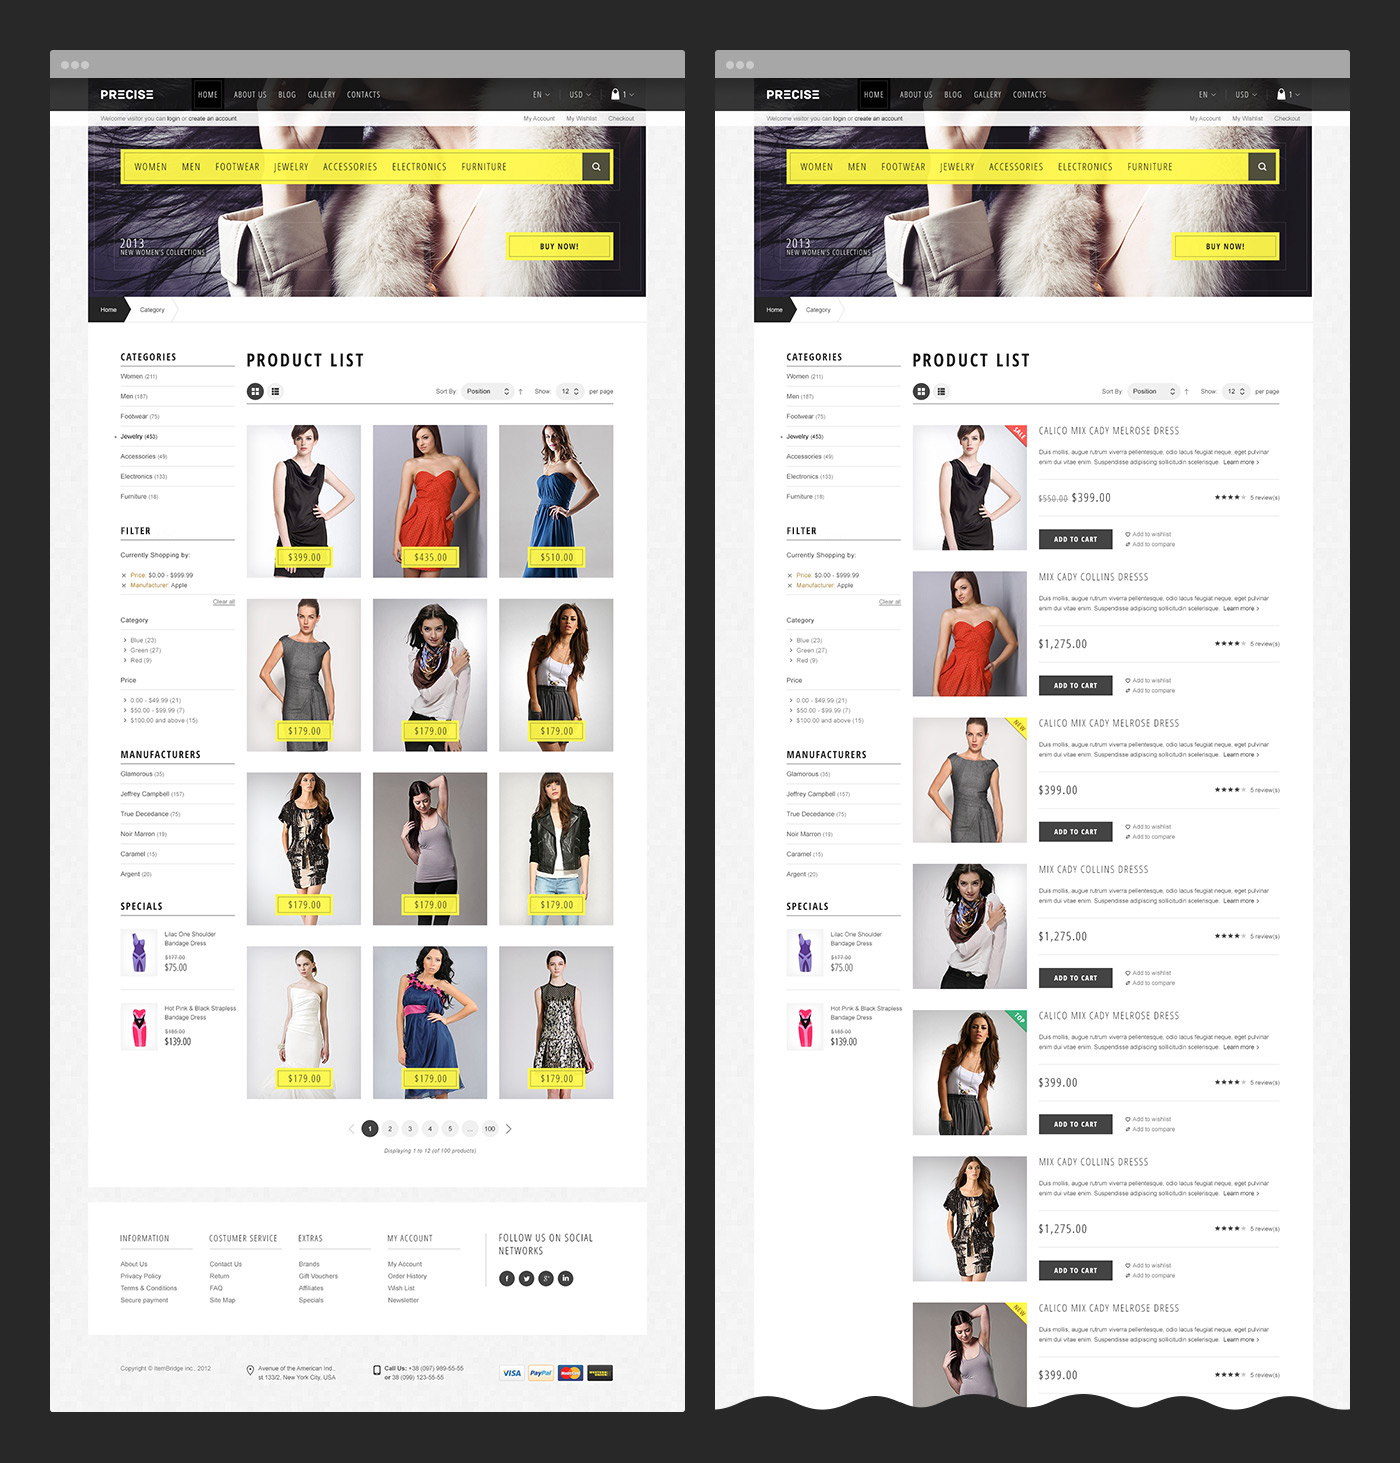 PRECISE HOME ABOUT US BLOG GALLERY CONTACTS EN USD 1
Welcome visitor you can login or create an account. My Account My Wishlist Checkout
WOMEN MEN FOOTWEAR JEWELRY ACCESSORIES ELECTRONICS FURNITURE
2013
NEW WOMEN'S COLLECTIONS
BUY NOW!
Home Category
CATEGORIES
Women (211)
Men (187)
Footwear (75)
Jewelry (453)
Accessories (49)
Electronics (133)
Furniture (18)
FILTER
Currently Shopping by:
Price: $0.00 - $999.99
Manufacturer: Apple
Clear all
Category
Blue (23)
Green (27)
Red (9)
Price
0.00 - $49.99 (21)
$50.00 - $99.99 (7)
$100.00 and above (15)
MANUFACTURERS
Glamorous (35)
Jeffrey Campbell (157)
True Decedance (75)
Noir Marron (19)
Caramel (15)
Argent (20)
SPECIALS
Lilac One Shoulder
Bandage Dress
$177.00
$75.00
Hot Pink & Black Strapless
Bandage Dress
$188.00
$139.00
PRODUCT LIST
Sort By: Position Show: 12 per page
$399.00 $435.00 $510.00
$179.00 $179.00 $179.00
$179.00 $179.00 $179.00
$179.00 $179.00 $179.00
1 2 3 4 5 ... 100
Displaying 1 to 12 (of 100 products)
INFORMATION
About Us
Privacy Policy
Terms & Conditions
Secure payment
COSTUMER SERVICE
Contact Us
Return
FAQ
Site Map
EXTRAS
Brands
Gift Vouchers
Affiliates
Specials
MY ACCOUNT
My Account
Order History
Wish List
Newsletter
FOLLOW US ON SOCIAL
NETWORKS
Copyright © ItemBridge inc., 2012
Avenue of the American Ind.,
st.133/2, New York City, USA
Call Us: +38 (097) 989-55-55
or 38 (099) 123-55-55
VISA PayPal MasterCard WESTERN UNION
PRECISE HOME ABOUT US BLOG GALLERY CONTACTS EN USD 1
Welcome visitor you can login or create an account. My Account My Wishlist Checkout
WOMEN MEN FOOTWEAR JEWELRY ACCESSORIES ELECTRONICS FURNITURE
2013
NEW WOMEN'S COLLECTIONS
BUY NOW!
Home Category
CATEGORIES
Women (211)
Men (187)
Footwear (75)
Jewelry (453)
Accessories (49)
Electronics (133)
Furniture (18)
FILTER
Currently Shopping by:
Price: $0.00 - $999.99
Manufacturer: Apple
Clear all
Category
Blue (23)
Green (27)
Red (9)
Price
0.00 - $49.99 (21)
$50.00 - $99.99 (7)
$100.00 and above (15)
MANUFACTURERS
Glamorous (35)
Jeffrey Campbell (157)
True Decedance (75)
Noir Marron (19)
Caramel (15)
Argent (20)
SPECIALS
Lilac One Shoulder
Bandage Dress
$177.00
$75.00
Hot Pink & Black Strapless
Bandage Dress
$188.00
$139.00
PRODUCT LIST
Sort By: Position Show: 12 per page
SALE
CALICO MIX CADY MELROSE DRESS
Duis mollis, augue rutrum viverra pellentesque, odio lacus feugiat neque, eget pulvinar
enim dui vitae enim. Suspendisse adipiscing sollicitudin scelerisque. Learn more
$550.00 $399.00 5 review(s)
ADD TO CART Add to wishlist
Add to compare
MIX CADY COLLINS DRESSS
Duis mollis, augue rutrum viverra pellentesque, odio lacus feugiat neque, eget pulvinar
enim dui vitae enim. Suspendisse adipiscing sollicitudin scelerisque. Learn more
$1,275.00 5 review(s)
ADD TO CART Add to wishlist
Add to compare
NEW
CALICO MIX CADY MELROSE DRESS
Duis mollis, augue rutrum viverra pellentesque, odio lacus feugiat neque, eget pulvinar
enim dui vitae enim. Suspendisse adipiscing sollicitudin scelerisque. Learn more
$399.00 5 review(s)
ADD TO CART Add to wishlist
Add to compare
MIX CADY COLLINS DRESSS
Duis mollis, augue rutrum viverra pellentesque, odio lacus feugiat neque, eget pulvinar
enim dui vitae enim. Suspendisse adipiscing sollicitudin scelerisque. Learn more
$1,275.00 5 review(s)
ADD TO CART Add to wishlist
Add to compare
TOP
CALICO MIX CADY MELROSE DRESS
Duis mollis, augue rutrum viverra pellentesque, odio lacus feugiat neque, eget pulvinar
enim dui vitae enim. Suspendisse adipiscing sollicitudin scelerisque. Learn more
$399.00 5 review(s)
ADD TO CART Add to wishlist
Add to compare
MIX CADY COLLINS DRESSS
Duis mollis, augue rutrum viverra pellentesque, odio lacus feugiat neque, eget pulvinar
enim dui vitae enim. Suspendisse adipiscing sollicitudin scelerisque. Learn more
$1,275.00 5 review(s)
ADD TO CART Add to wishlist
Add to compare
NEW
CALICO MIX CADY MELROSE DRESS
Duis mollis, augue rutrum viverra pellentesque, odio lacus feugiat neque, eget pulvinar
enim dui vitae enim. Suspendisse adipiscing sollicitudin scelerisque. Learn more
$399.00 5 review(s)